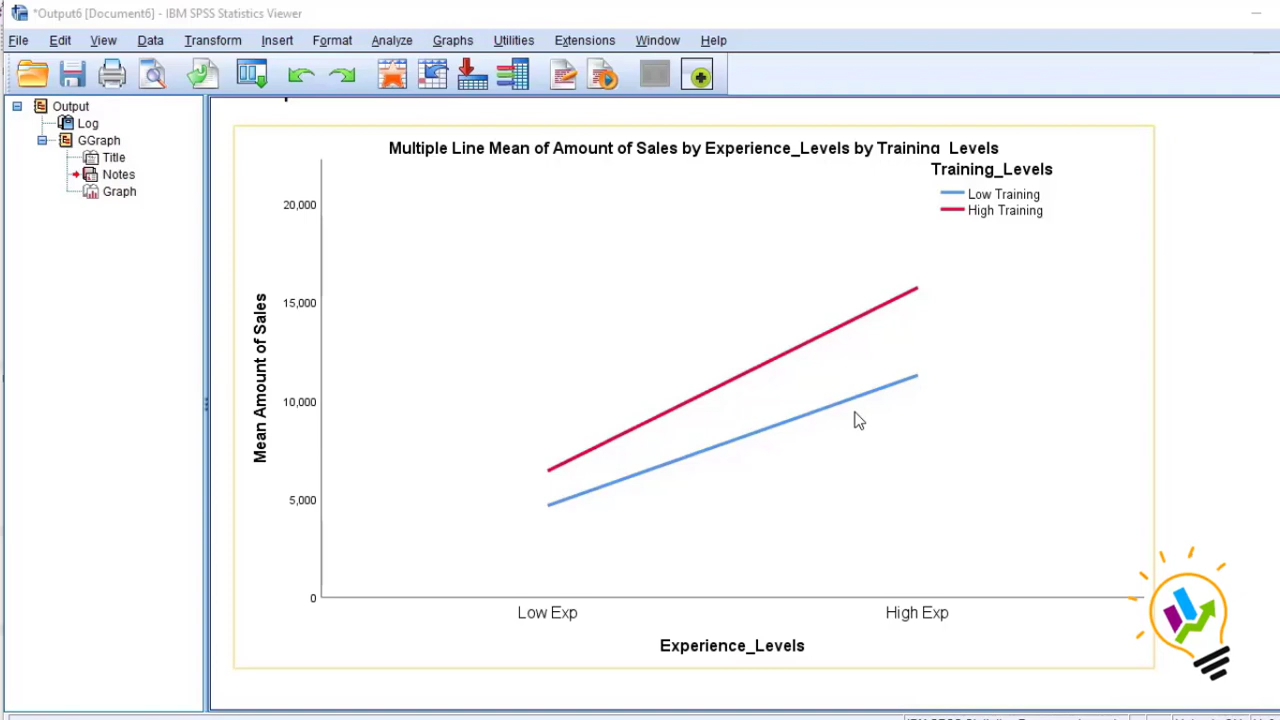 *Output6 [Document6] - IBM SPSS Statistics Viewer
File Edit View Data Transform Insert Format Analyze Graphs Utilities Extensions Window Help
Output
Log
GGraph
Title
Notes
Graph
Multiple Line Mean of Amount of Sales by Experience_Levels by Training_Levels
Training_Levels
Low Training
High Training
Mean Amount of Sales
20,000
15,000
10,000
5,000
0
Low Exp High Exp
Experience_Levels